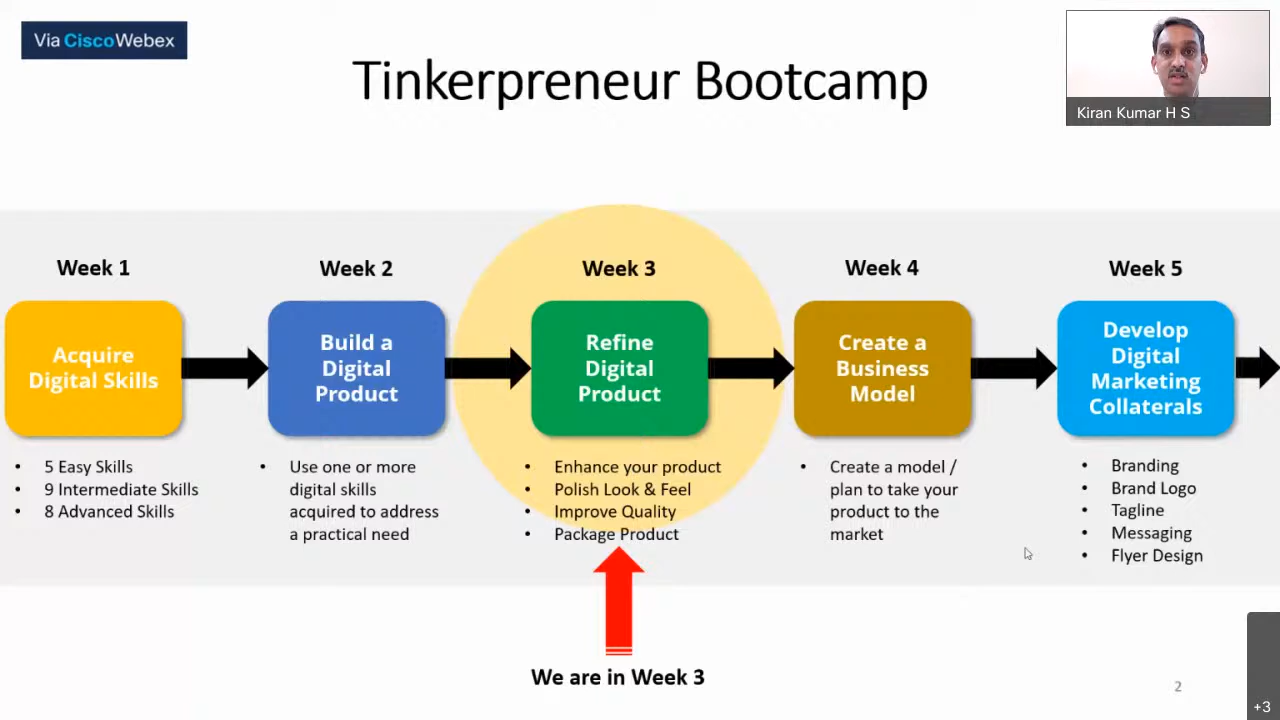 Via CiscoWebex
Tinkerpreneur Bootcamp
Kiran Kumar H S
Week 1
Acquire
Digital Skills
• 5 Easy Skills
• 9 Intermediate Skills
• 8 Advanced Skills
Week 2
Build a
Digital
Product
• Use one or more
digital skills
acquired to address
a practical need
Week 3
Refine
Digital
Product
• Enhance your product
• Polish Look & Feel
• Improve Quality
• Package Product
Week 4
Create a
Business
Model
• Create a model /
plan to take your
product to the
market
Week 5
Develop
Digital
Marketing
Collaterals
• Branding
• Brand Logo
• Tagline
• Messaging
• Flyer Design
We are in Week 3
2
+3